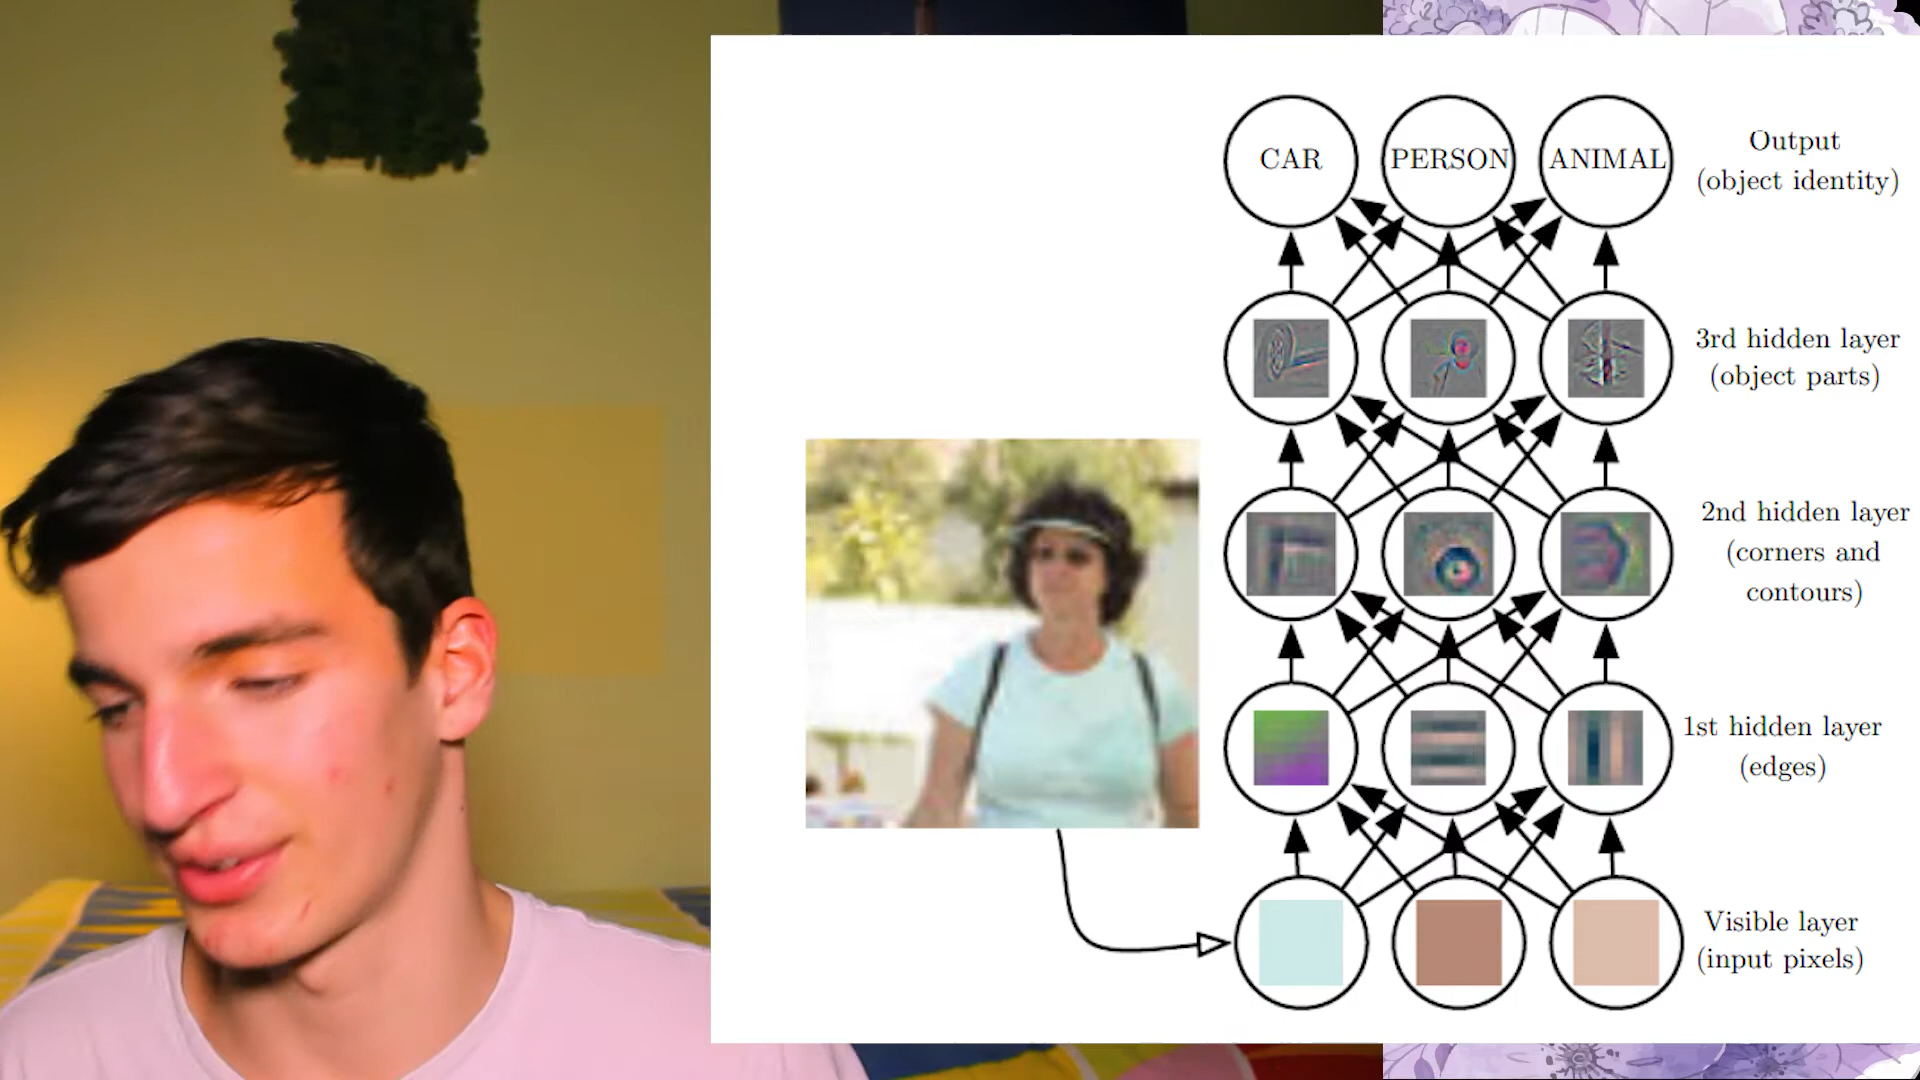 CAR PERSON ANIMAL
Output
(object identity)
3rd hidden layer
(object parts)
2nd hidden layer
(corners and
contours)
1st hidden layer
(edges)
Visible layer
(input pixels)